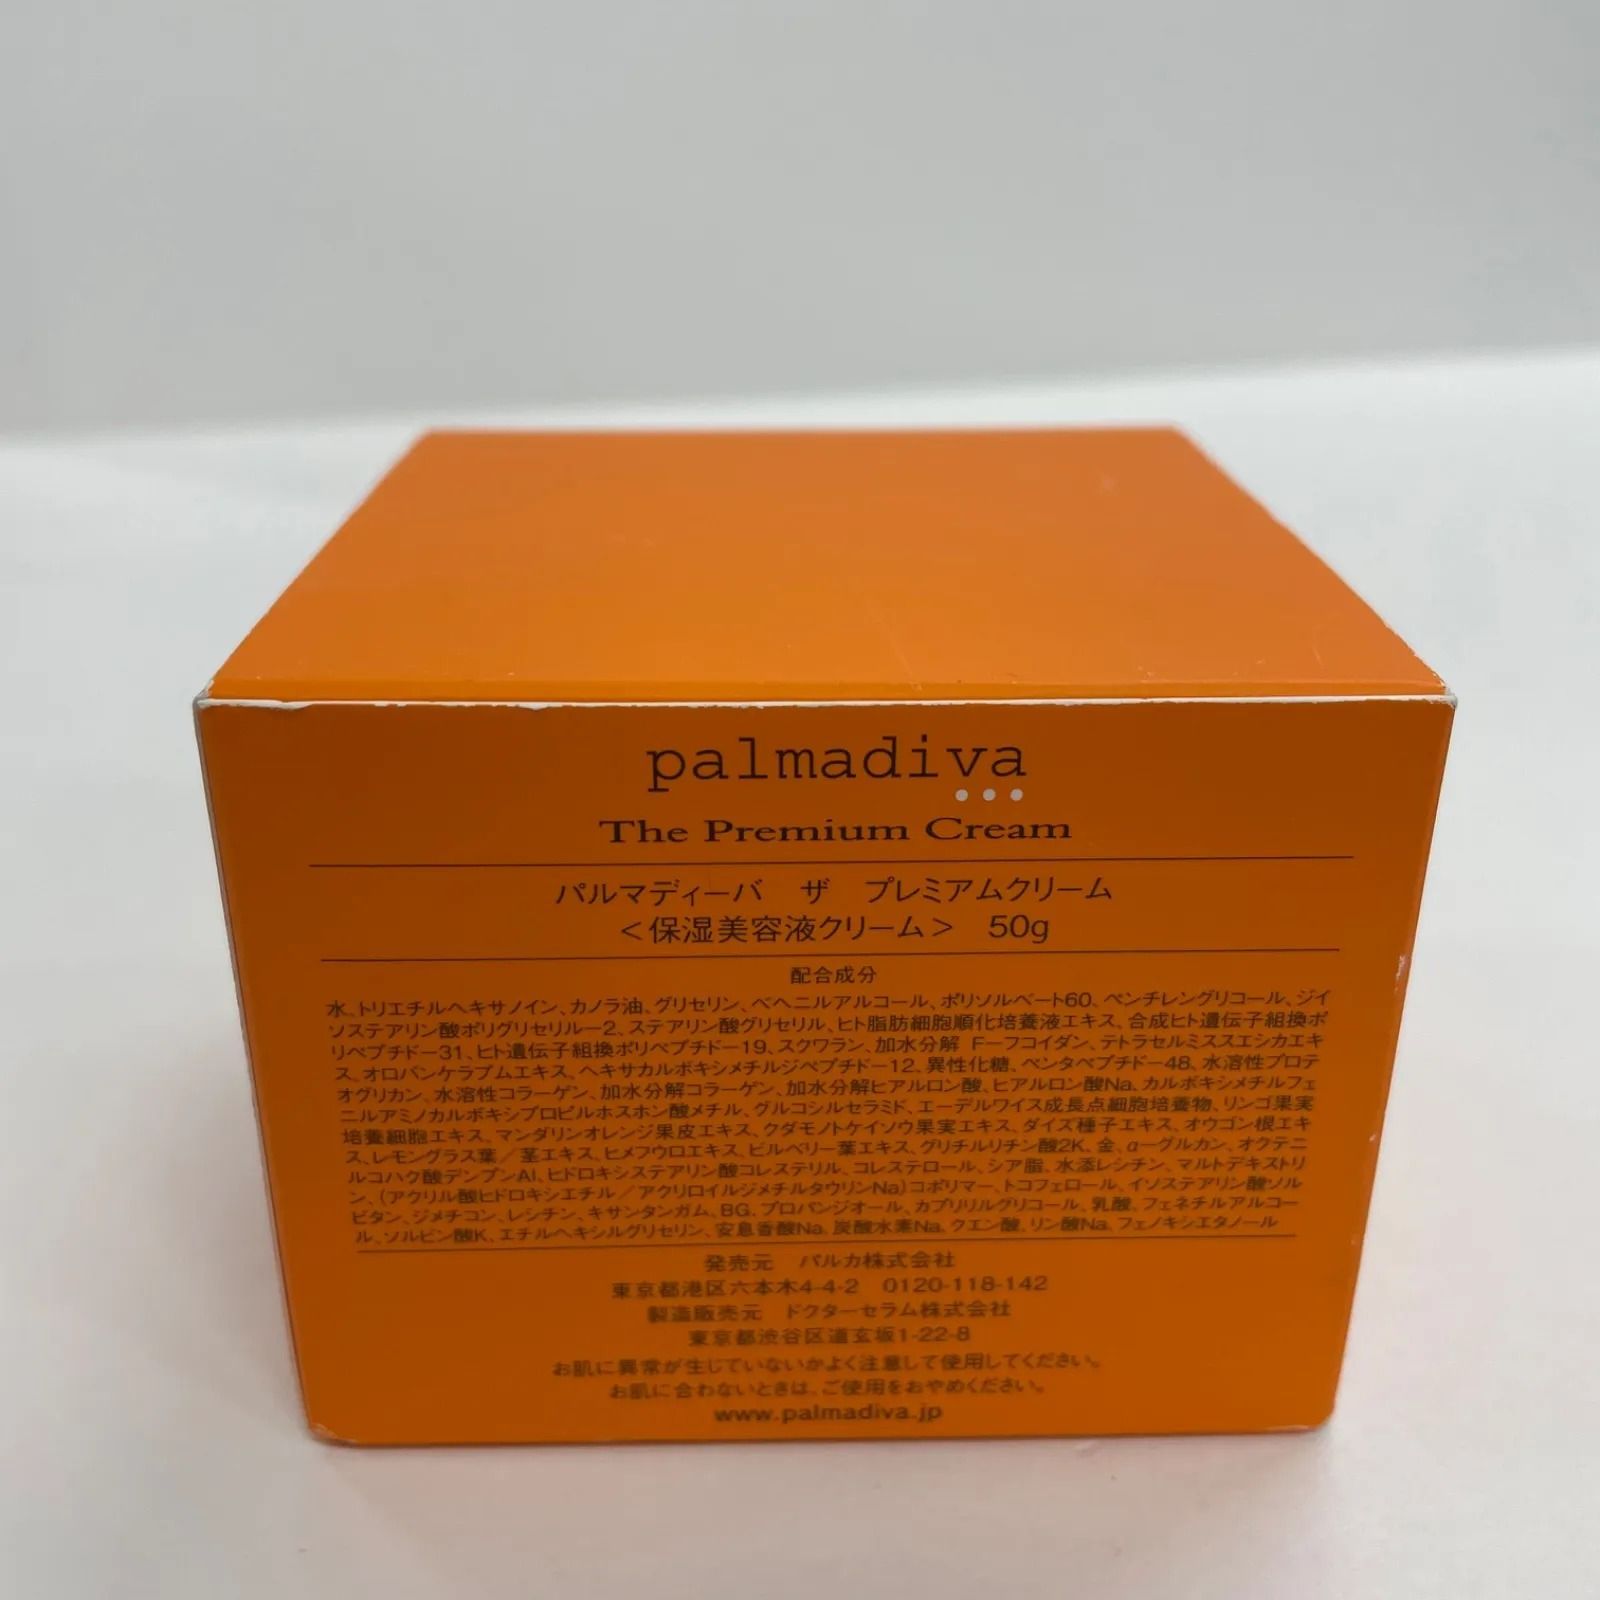 palmadiva
The Premium Cream
パルマディーバ ザ プレミアムクリーム
＜保湿美容液クリーム＞ 50g
配合成分
水、トリエチルヘキサノイン、カノラ油、グリセリン、ベヘニルアルコール、ポリソルベート60、ペンチレングリコール、ジイ
ソステアリン酸ポリグリセリル－2、ステアリン酸グリセリル、ヒト脂肪細胞順化培養液エキス、合成ヒト遺伝子組換ポ
リペプチド－31、ヒト遺伝子組換ポリペプチド－19、スクワラン、加水分解 F－フコイダン、テトラセルミススエシカエキ
ス、オロバンケラプムエキス、ヘキサカルボキシメチルジペプチド－12、異性化糖、ペンタペプチド－48、水溶性プロテ
オグリカン、水溶性コラーゲン、加水分解コラーゲン、加水分解ヒアルロン酸、ヒアルロン酸Na、カルボキシメチルフェ
ニルアミノカルボキシプロピルホスホン酸メチル、グルコシルセラミド、エーデルワイス成長点細胞培養物、リンゴ果実
培養細胞エキス、マンダリンオレンジ果皮エキス、クダモノトケイソウ果実エキス、ダイズ種子エキス、オウゴン根エキ
ス、レモングラス葉／茎エキス、ヒメフウロエキス、ビルベリー葉エキス、グリチルリチン酸2K、金、α－グルカン、オクテニ
ルコハク酸デンプンAl、ヒドロキシステアリン酸コレステリル、コレステロール、シア脂、水添レシチン、マルトデキストリ
ン、(アクリル酸ヒドロキシエチル／アクリロイルジメチルタウリンNa)コポリマー、トコフェロール、イソステアリン酸ソル
ビタン、ジメチコン、レシチン、キサンタンガム、BG、プロパンジオール、カプリリルグリコール、乳酸、フェネチルアルコー
ル、ソルビン酸K、エチルヘキシルグリセリン、安息香酸Na、炭酸水素Na、クエン酸、リン酸Na、フェノキシエタノール
発売元 パルカ株式会社
東京都港区六本木4-4-2 0120-118-142
製造販売元 ドクターセラム株式会社
東京都渋谷区道玄坂1-22-8
お肌に異常が生じていないかよく注意して使用してください。
お肌に合わないときは、ご使用をおやめください。
www.palmadiva.jp